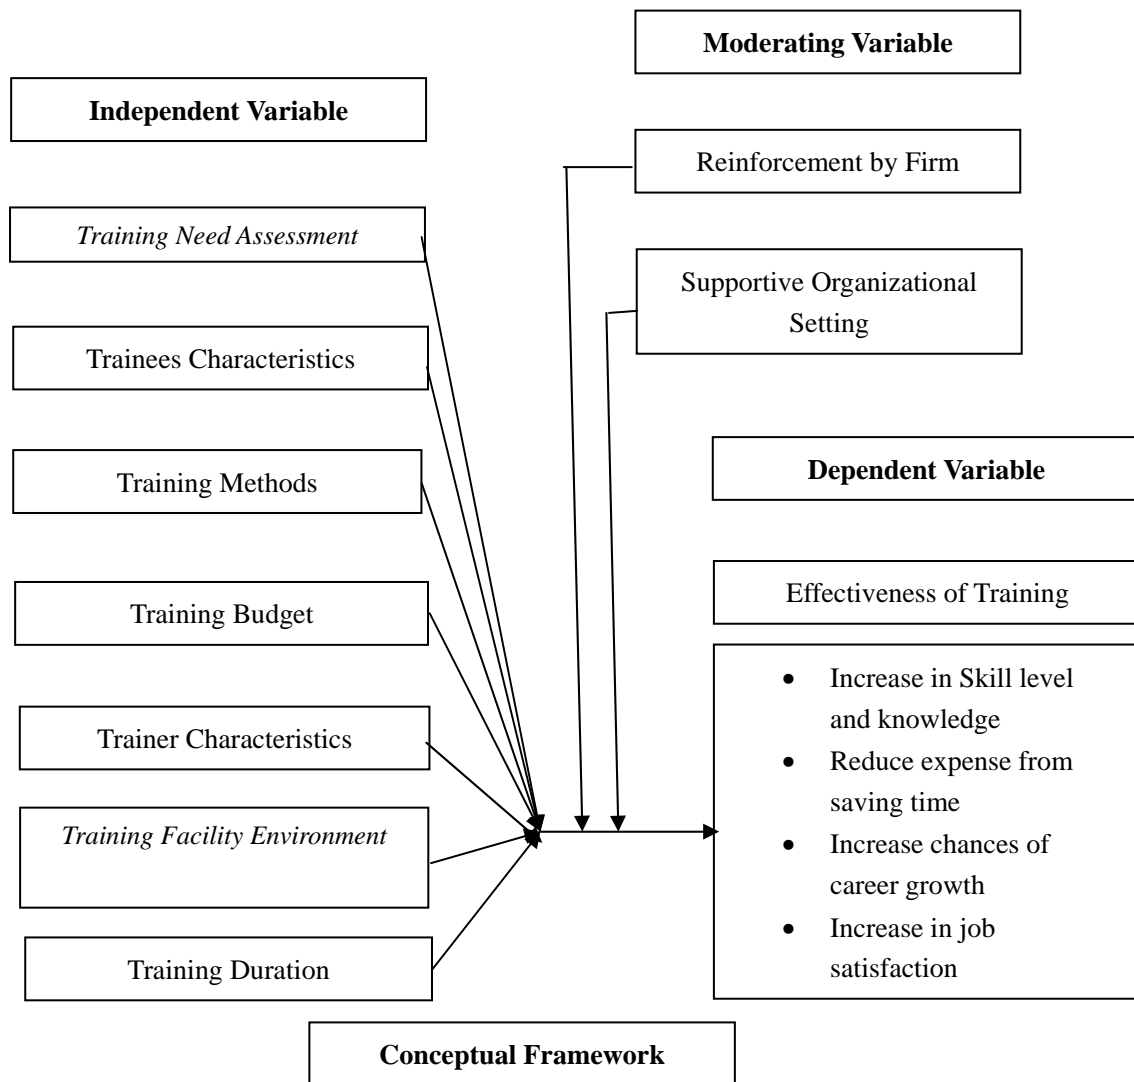 Moderating Variable
Independent Variable
Reinforcement by Firm
Training Need Assessment
Supportive Organizational
Setting
Trainees Characteristics
Training Methods
Dependent Variable
Training Budget
Effectiveness of Training
Trainer Characteristics
Training Facility Environment
Training Duration
• Increase in Skill level
and knowledge
• Reduce expense from
saving time
• Increase chances of
career growth
• Increase in job
satisfaction
Conceptual Framework